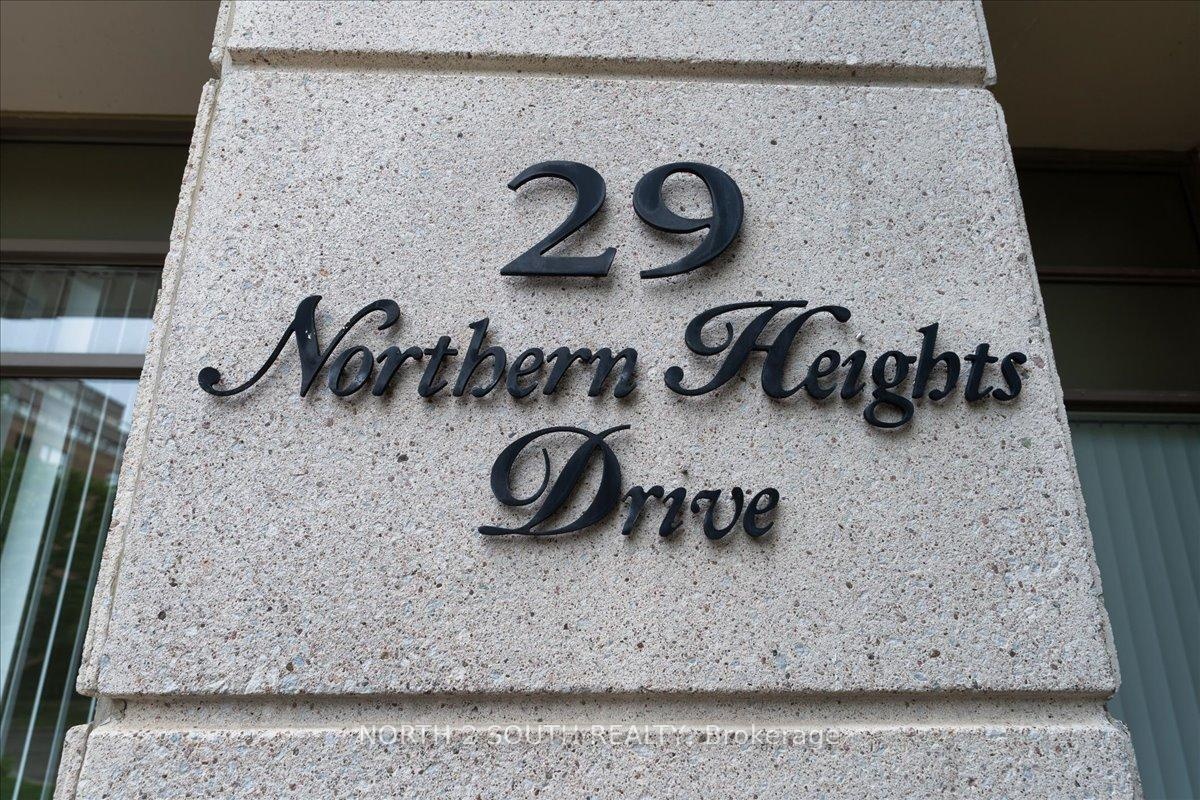 29
Northern Heights
Drive
NORTH 2 SOUTH REALTY, Brokerage